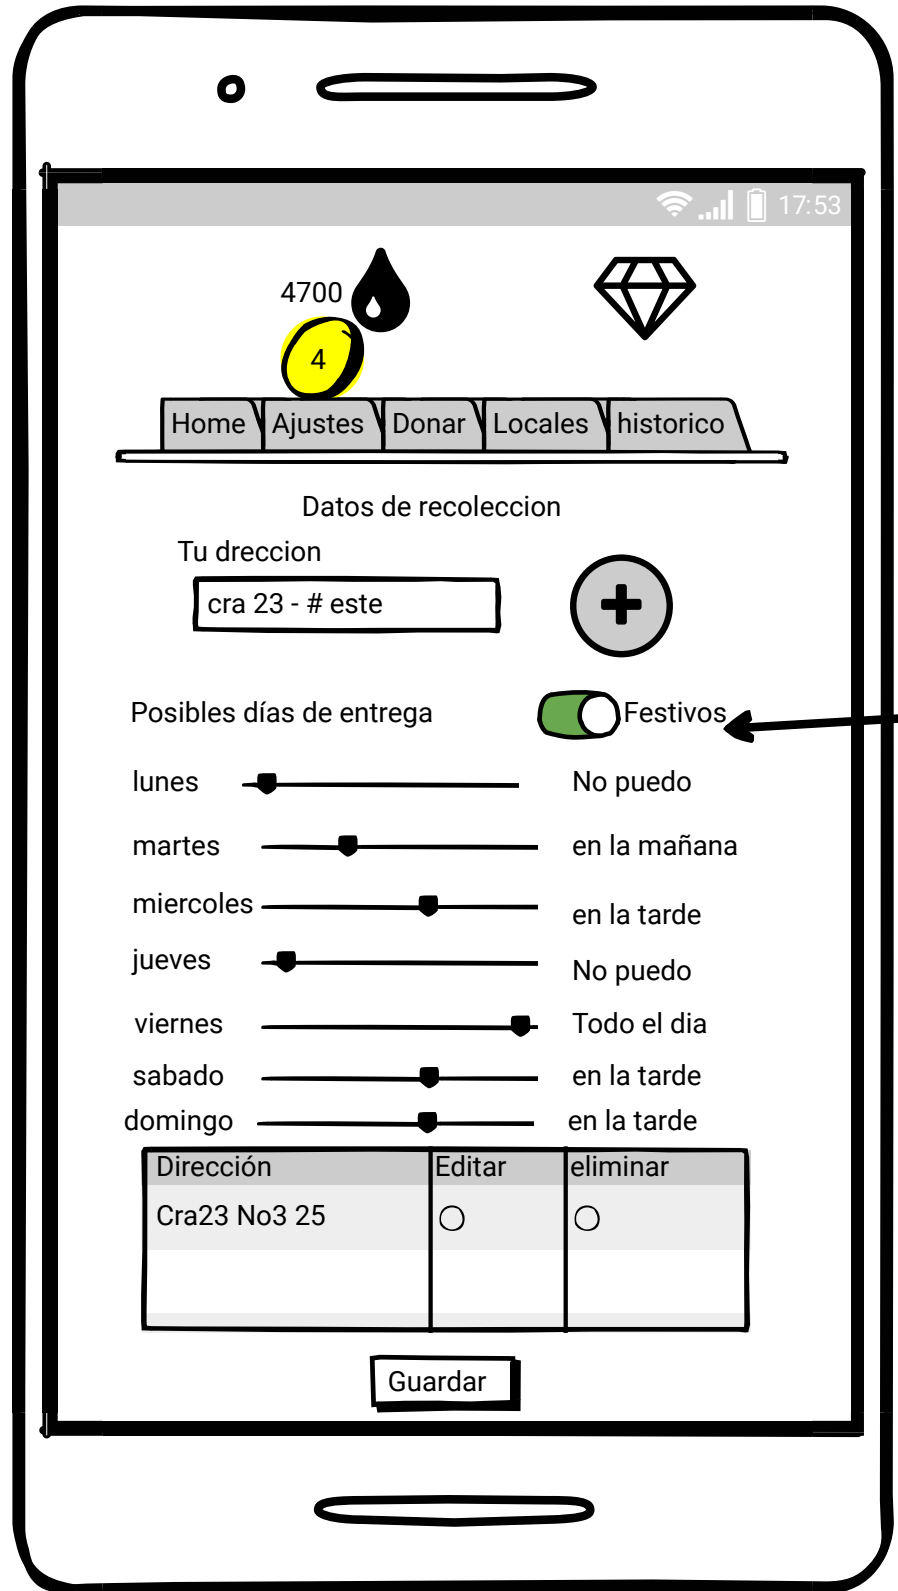 17:53
4700
4
Home Ajustes Donar Locales historico
Datos de recoleccion
Tu dreccion
cra 23 - # este
Posibles días de entrega Festivos
lunes No puedo
martes en la mañana
miercoles en la tarde
jueves No puedo
viernes Todo el dia
sabado en la tarde
domingo en la tarde
Dirección Editar eliminar
Cra23 No3 25
Guardar